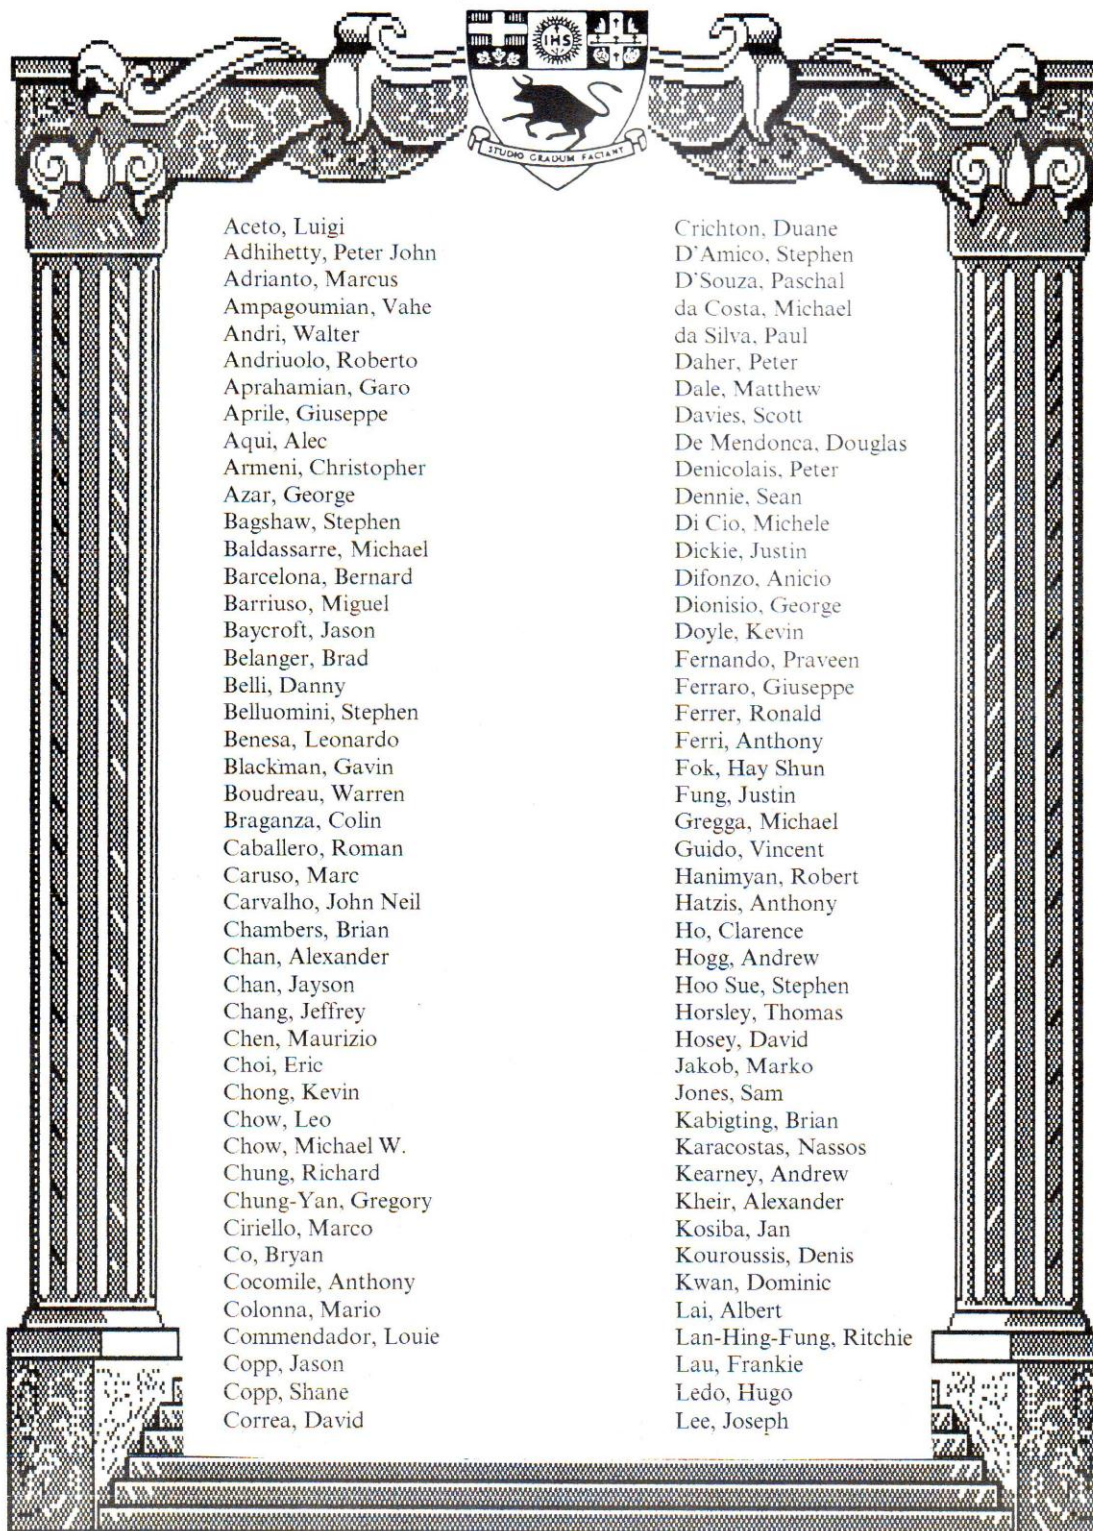 IHS
STUDIO GRADUM FACIANT
Aceto, Luigi
Adhihetty, Peter John
Adrianto, Marcus
Ampagoumian, Vahe
Andri, Walter
Andriuolo, Roberto
Aprahamian, Garo
Aprile, Giuseppe
Aqui, Alec
Armeni, Christopher
Azar, George
Bagshaw, Stephen
Baldassarre, Michael
Barcelona, Bernard
Barriuso, Miguel
Baycroft, Jason
Belanger, Brad
Belli, Danny
Belluomini, Stephen
Benesa, Leonardo
Blackman, Gavin
Boudreau, Warren
Braganza, Colin
Caballero, Roman
Caruso, Marc
Carvalho, John Neil
Chambers, Brian
Chan, Alexander
Chan, Jayson
Chang, Jeffrey
Chen, Maurizio
Choi, Eric
Chong, Kevin
Chow, Leo
Chow, Michael W.
Chung, Richard
Chung-Yan, Gregory
Ciriello, Marco
Co, Bryan
Cocomile, Anthony
Colonna, Mario
Commendador, Louie
Copp, Jason
Copp, Shane
Correa, David
Crichton, Duane
D'Amico, Stephen
D'Souza, Paschal
da Costa, Michael
da Silva, Paul
Daher, Peter
Dale, Matthew
Davies, Scott
De Mendonca, Douglas
Denicolais, Peter
Dennie, Sean
Di Cio, Michele
Dickie, Justin
Difonzo, Anicio
Dionisio, George
Doyle, Kevin
Fernando, Praveen
Ferraro, Giuseppe
Ferrer, Ronald
Ferri, Anthony
Fok, Hay Shun
Fung, Justin
Gregga, Michael
Guido, Vincent
Hanimyan, Robert
Hatzis, Anthony
Ho, Clarence
Hogg, Andrew
Hoo Sue, Stephen
Horsley, Thomas
Hosey, David
Jakob, Marko
Jones, Sam
Kabigting, Brian
Karacostas, Nassos
Kearney, Andrew
Kheir, Alexander
Kosiba, Jan
Kouroussis, Denis
Kwan, Dominic
Lai, Albert
Lan-Hing-Fung, Ritchie
Lau, Frankie
Ledo, Hugo
Lee, Joseph